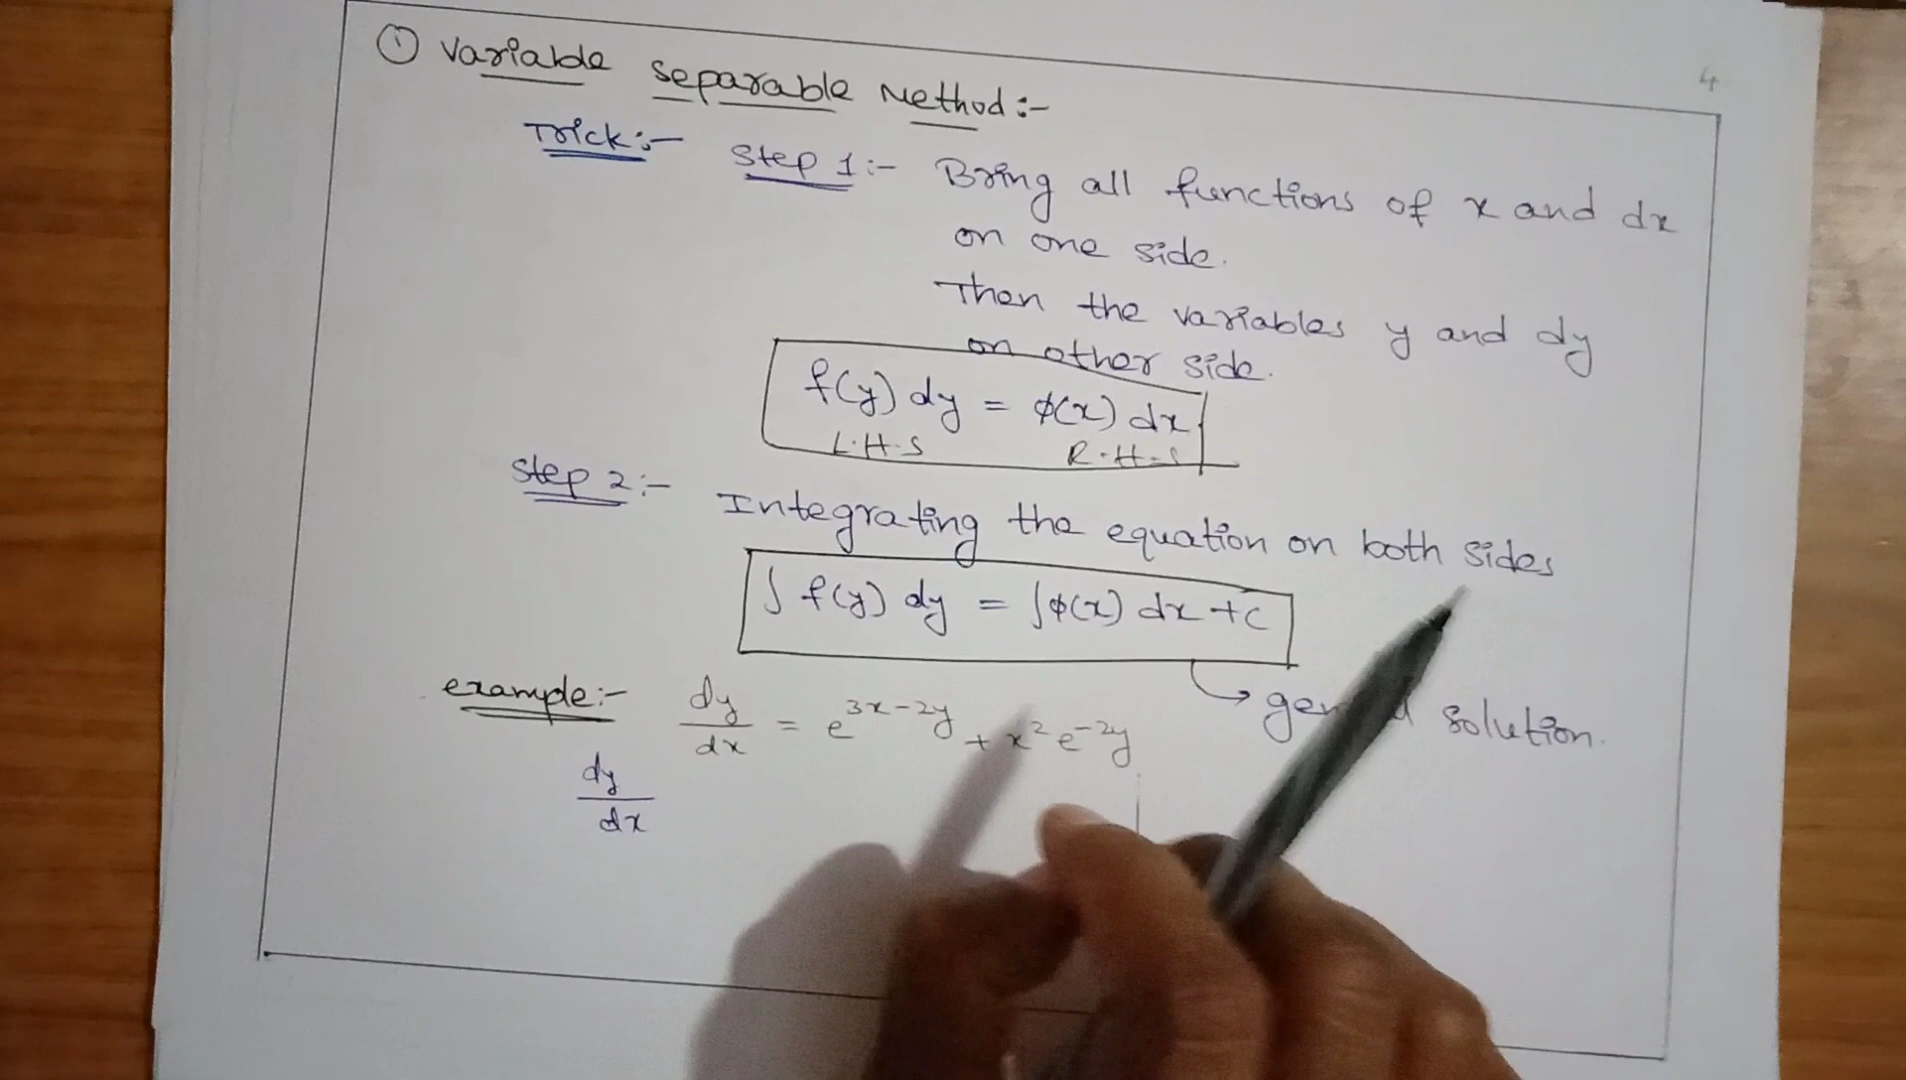 4
① Variable Separable Method:-
Trick:- Step 1:- Bring all functions of x and dx
on one side.
Then the variables y and dy
on other side.
f(y) dy = ϕ(x) dx
L.H.S R.H.S
Step 2:- Integrating the equation on both sides
∫ f(y) dy = ∫ϕ(x) dx + c
→ solution.
example:- dy/dx = e^(3x-2y) + x² e^(-2y)
dy/dx